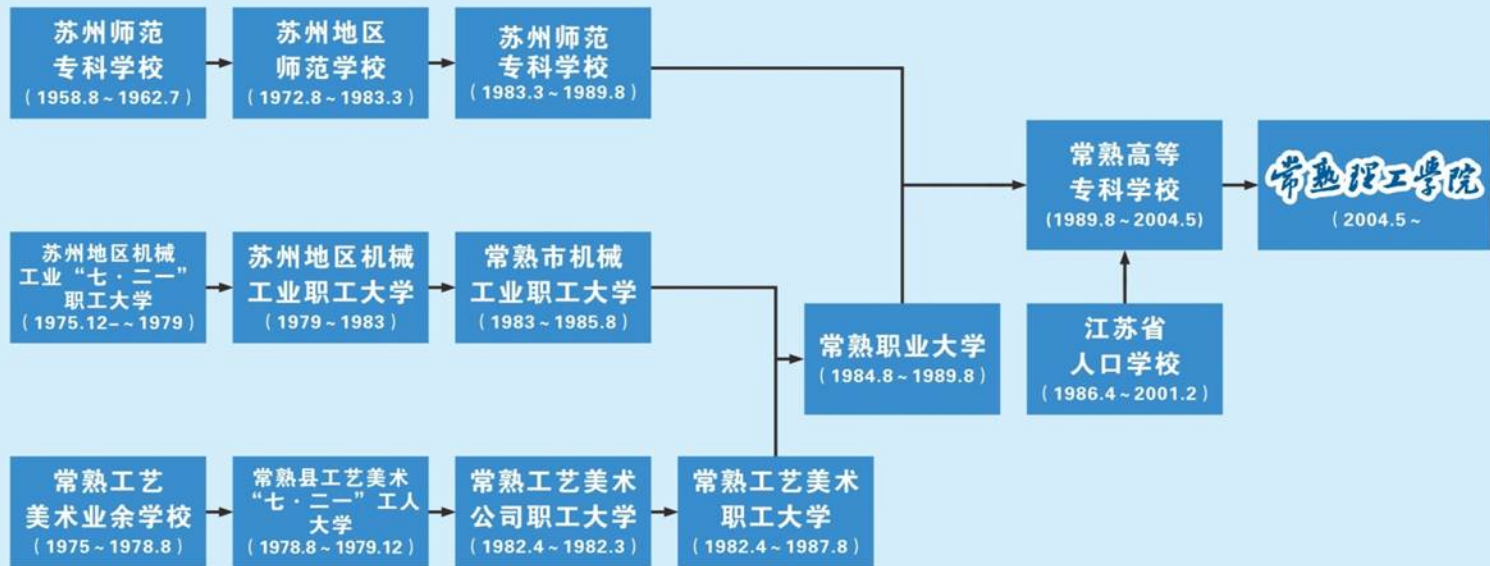 苏州师范
专科学校
（1958.8～1962.7）
苏州地区
师范学校
（1972.8～1983.3）
苏州师范
专科学校
（1983.3～1989.8）
常熟高等
专科学校
(1989.8～2004.5)
常熟理工學院
（2004.5～
苏州地区机械
工业“七·二一”
职工大学
（1975.12-～1979）
苏州地区机械
工业职工大学
（1979～1983）
常熟市机械
工业职工大学
（1983～1985.8）
常熟职业大学
（1984.8～1989.8）
江苏省
人口学校
（1986.4～2001.2）
常熟工艺
美术业余学校
（1975～1978.8）
常熟县工艺美术
“七·二一”工人
大学
（1978.8～1979.12）
常熟工艺美术
公司职工大学
（1982.4～1982.3）
常熟工艺美术
职工大学
（1982.4～1987.8）